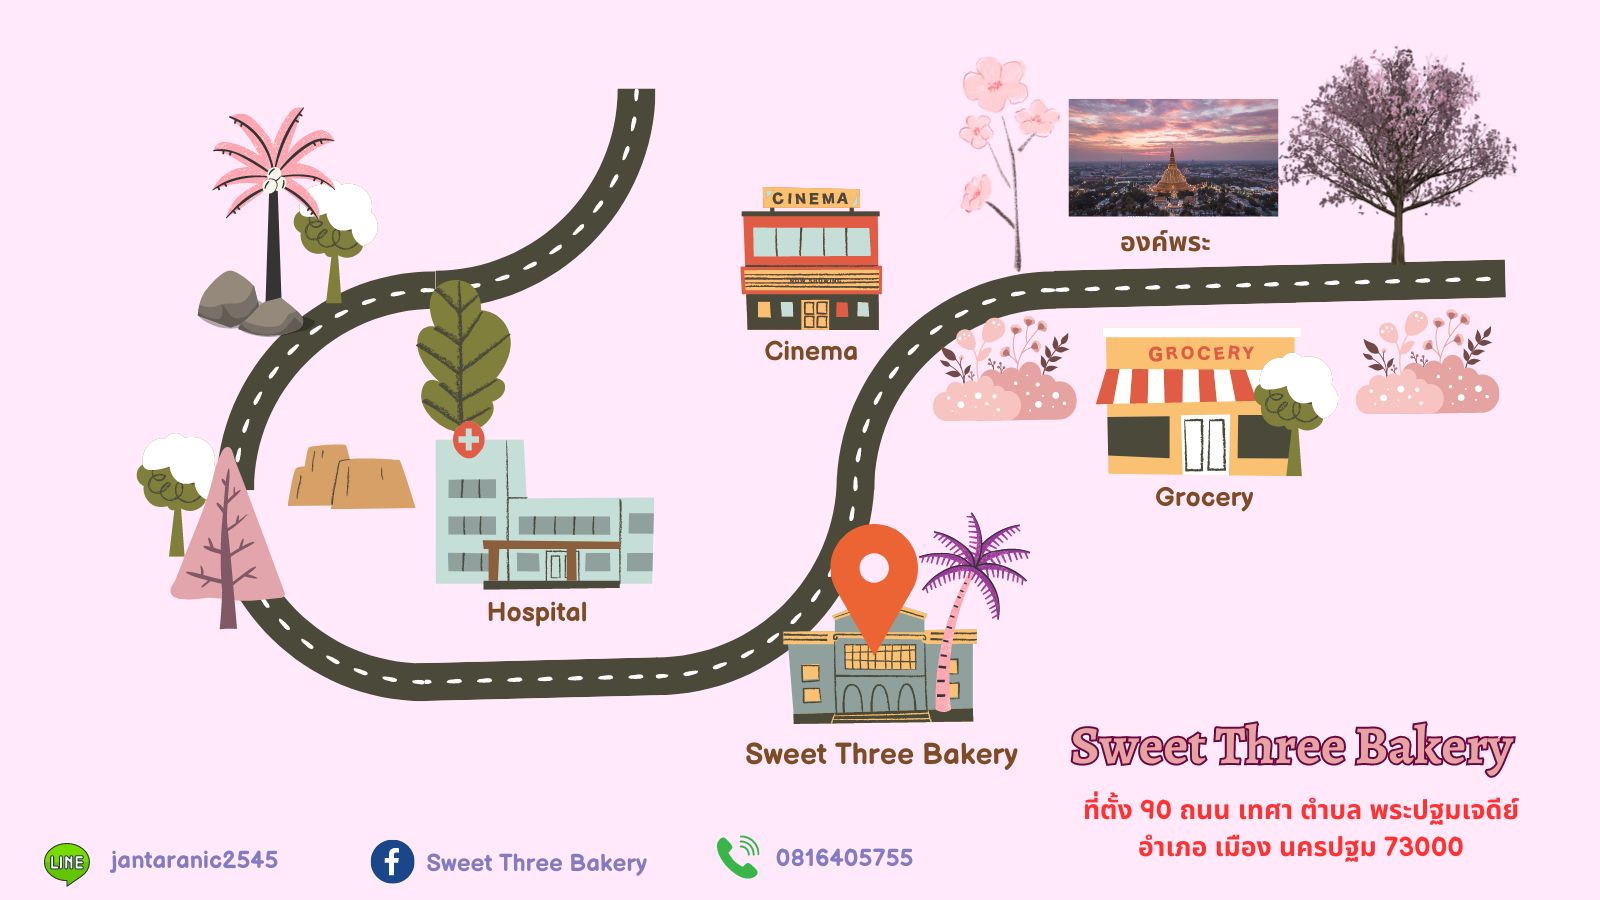 CINEMA
NOW SHOWING
Cinema
องค์พระ
GROCERY
Grocery
Hospital
Sweet Three Bakery
Sweet Three Bakery
ที่ตั้ง 90 ถนน เทศา ตำบล พระปฐมเจดีย์
อำเภอ เมือง นครปฐม 73000
LINE
jantaranic2545
Sweet Three Bakery
0816405755